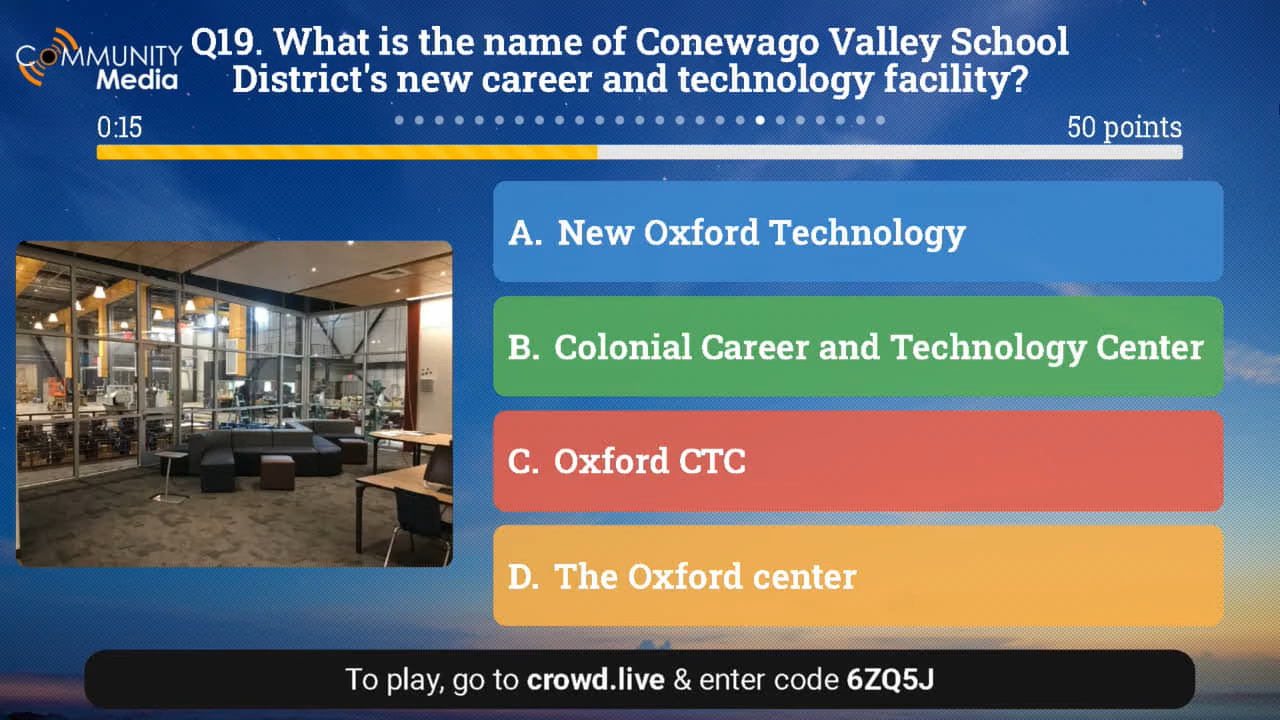 COMMUNITY
Media
Q19. What is the name of Conewago Valley School
District's new career and technology facility?
0:15
50 points
A. New Oxford Technology
B. Colonial Career and Technology Center
C. Oxford CTC
D. The Oxford center
To play, go to crowd.live & enter code 6ZQ5J